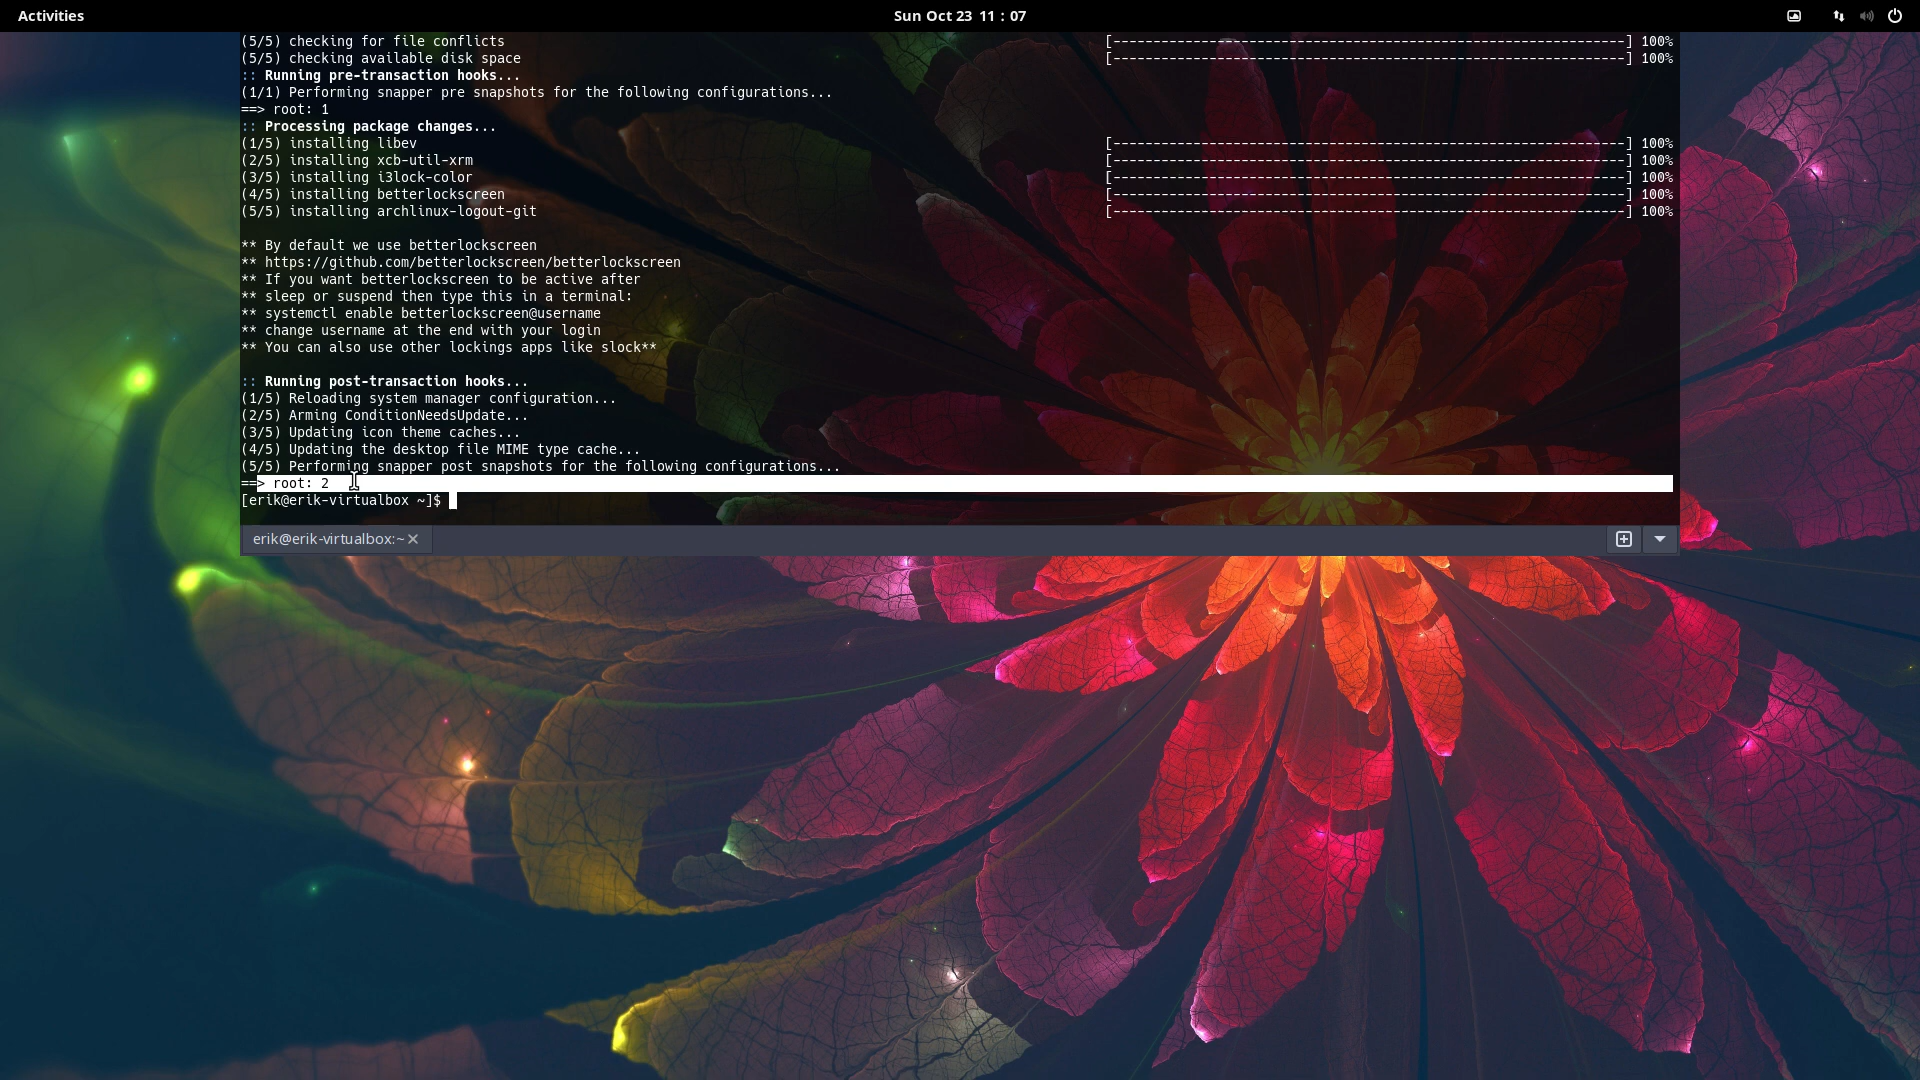 Activities
Sun Oct 23 11 : 07
(5/5) checking for file conflicts [----------------------------------------------------------------] 100%
(5/5) checking available disk space [----------------------------------------------------------------] 100%
:: Running pre-transaction hooks...
(1/1) Performing snapper pre snapshots for the following configurations...
==> root: 1
:: Processing package changes...
(1/5) installing libev [----------------------------------------------------------------] 100%
(2/5) installing xcb-util-xrm [----------------------------------------------------------------] 100%
(3/5) installing i3lock-color [----------------------------------------------------------------] 100%
(4/5) installing betterlockscreen [----------------------------------------------------------------] 100%
(5/5) installing archlinux-logout-git [----------------------------------------------------------------] 100%
** By default we use betterlockscreen
** https://github.com/betterlockscreen/betterlockscreen
** If you want betterlockscreen to be active after
** sleep or suspend then type this in a terminal:
** systemctl enable betterlockscreen@username
** change username at the end with your login
** You can also use other lockings apps like slock**
:: Running post-transaction hooks...
(1/5) Reloading system manager configuration...
(2/5) Arming ConditionNeedsUpdate...
(3/5) Updating icon theme caches...
(4/5) Updating the desktop file MIME type cache...
(5/5) Performing snapper post snapshots for the following configurations...
==> root: 2
[erik@erik-virtualbox ~]$
erik@erik-virtualbox:~